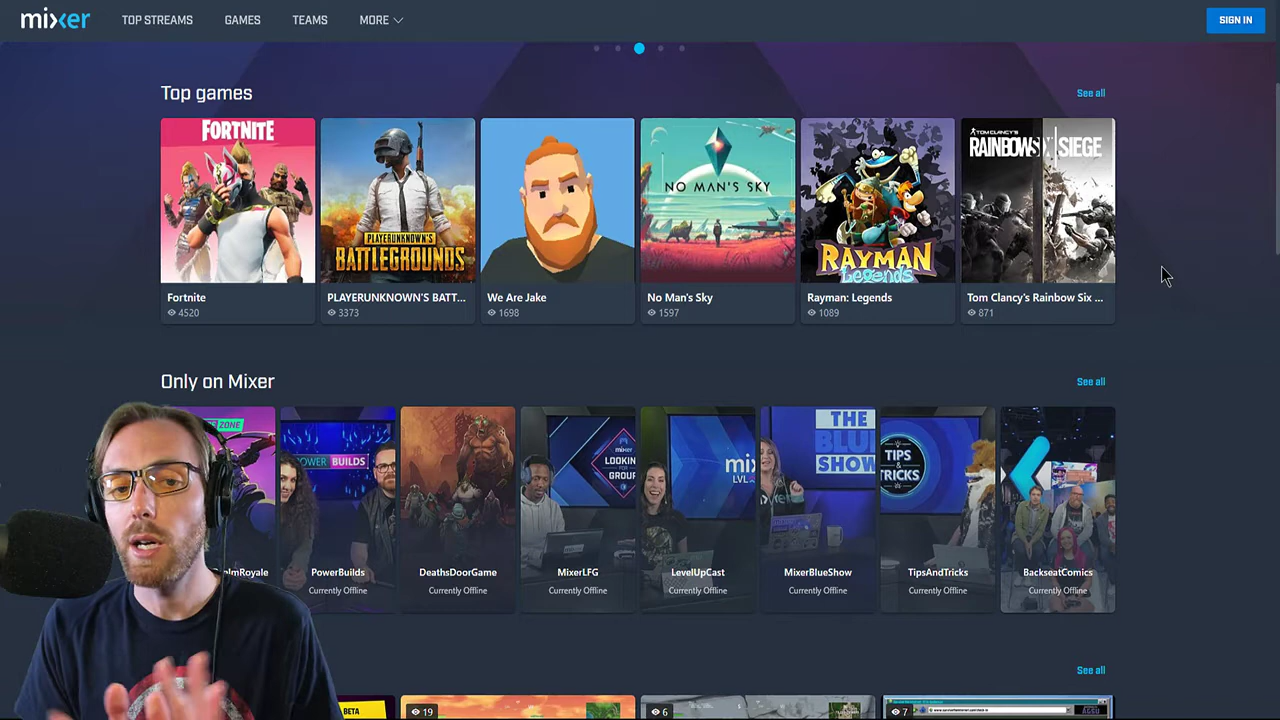 mixer
TOP STREAMS
GAMES
TEAMS
MORE
SIGN IN
Top games
See all
FORTNITE
PLAYERUNKNOWN'S
BATTLEGROUNDS
NO MAN'S SKY
RAYMAN
Legends
TOM CLANCY'S
RAINBOW SIX SIEGE
Fortnite
4520
PLAYERUNKNOWN'S BATT...
3373
We Are Jake
1698
No Man's Sky
1597
Rayman: Legends
1089
Tom Clancy's Rainbow Six ...
871
Only on Mixer
See all
ZONE
POWER BUILDS
mixer
LOOKING
FOR
GROUP
mix
LVL
THE
BLUE
SHOW
TIPS
&
TRICKS
lmRoyale
PowerBuilds
DeathsDoorGame
MixerLFG
LevelUpCast
MixerBlueShow
TipsAndTricks
BackseatComics
Currently Offline
Currently Offline
Currently Offline
Currently Offline
Currently Offline
Currently Offline
Currently Offline
See all
BETA
19
6
7